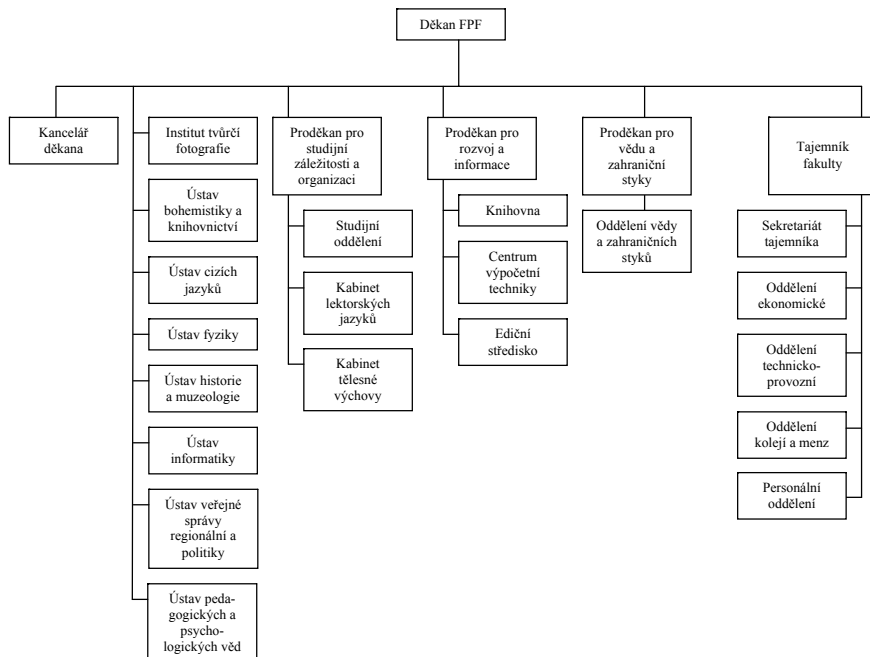 Děkan FPF
Kancelář
děkana
Institut tvůrčí
fotografie
Ústav
bohemistiky a
knihovnictví
Ústav cizích
jazyků
Ústav fyziky
Ústav historie
a muzeologie
Ústav
informatiky
Ústav veřejné
správy
regionální a
politiky
Ústav peda-
gogických a
psycho-
logických věd
Proděkan pro
studijní
záležitosti a
organizaci
Studijní
oddělení
Kabinet
lektorských
jazyků
Kabinet
tělesné
výchovy
Proděkan pro
rozvoj a
informace
Knihovna
Centrum
výpočetní
techniky
Ediční
středisko
Proděkan pro
vědu a
zahraniční
styky
Oddělení vědy
a zahraničních
styků
Tajemník
fakulty
Sekretariát
tajemníka
Oddělení
ekonomické
Oddělení
technicko-
provozní
Oddělení
kolejí a menz
Personální
oddělení